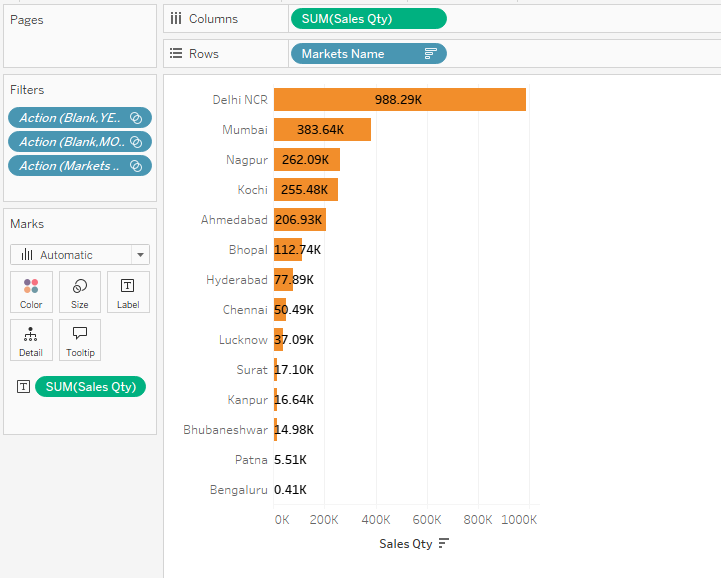 Pages
Columns
SUM(Sales Qty)
Rows
Markets Name
Filters
Action (Blank,YE..
Action (Blank,MO..
Action (Markets ..
Marks
Automatic
Color
Size
Label
Detail
Tooltip
SUM(Sales Qty)
Delhi NCR 988.29K
Mumbai 383.64K
Nagpur 262.09K
Kochi 255.48K
Ahmedabad 206.93K
Bhopal 112.74K
Hyderabad 77.89K
Chennai 50.49K
Lucknow 37.09K
Surat 17.10K
Kanpur 16.64K
Bhubaneshwar 14.98K
Patna 5.51K
Bengaluru 0.41K
0K 200K 400K 600K 800K 1000K
Sales Qty